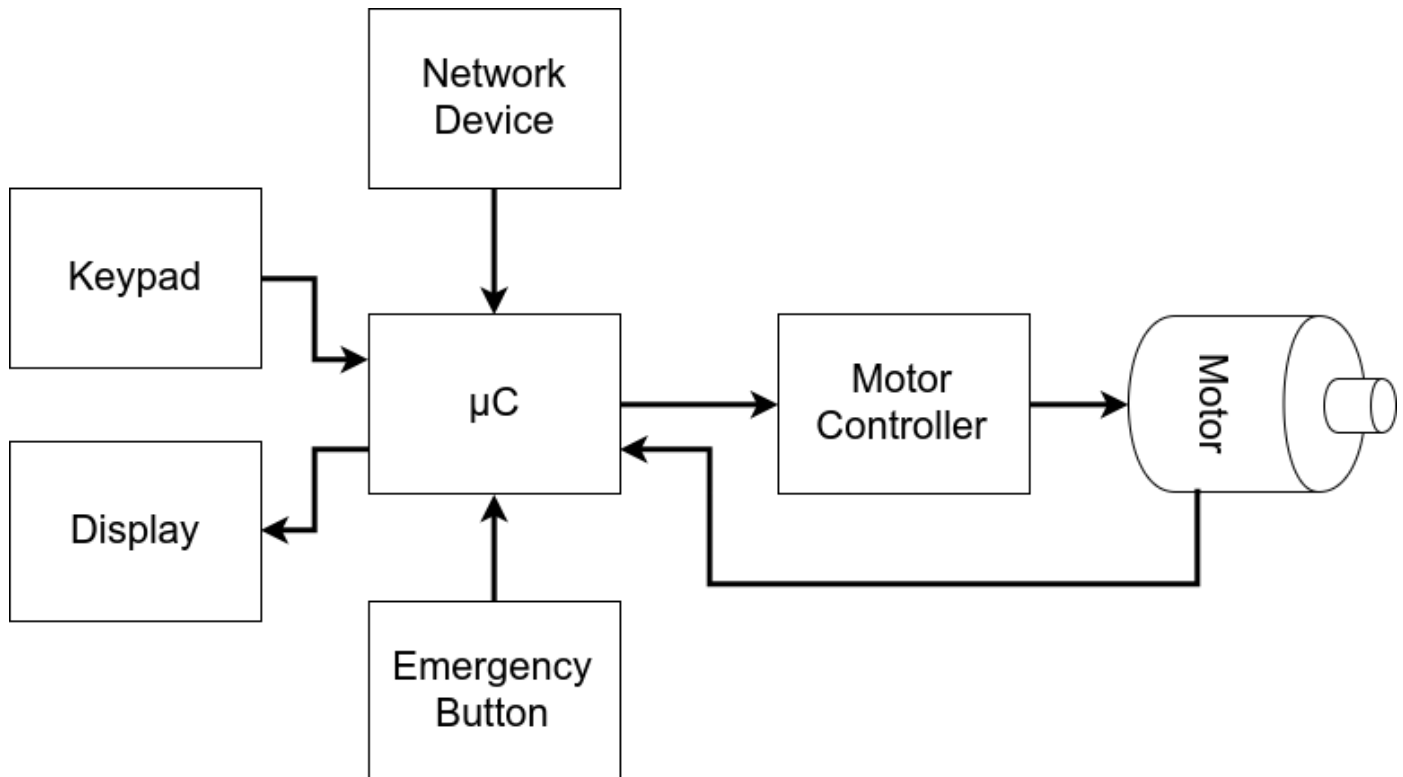 Network
Device
Keypad
µC
Motor
Controller
Motor
Display
Emergency
Button